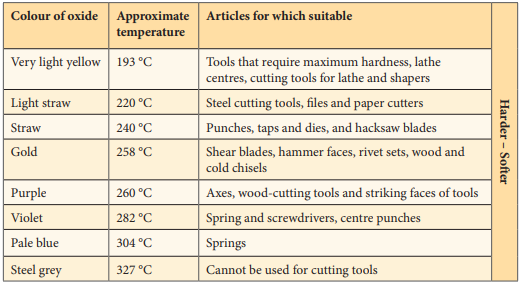 Colour of oxide Approximate temperature Articles for which suitable
Very light yellow 193 °C Tools that require maximum hardness, lathe
centres, cutting tools for lathe and shapers
Light straw 220 °C Steel cutting tools, files and paper cutters
Straw 240 °C Punches, taps and dies, and hacksaw blades
Gold 258 °C Shear blades, hammer faces, rivet sets, wood and
cold chisels
Purple 260 °C Axes, wood-cutting tools and striking faces of tools
Violet 282 °C Spring and screwdrivers, centre punches
Pale blue 304 °C Springs
Steel grey 327 °C Cannot be used for cutting tools
Harder – Softer